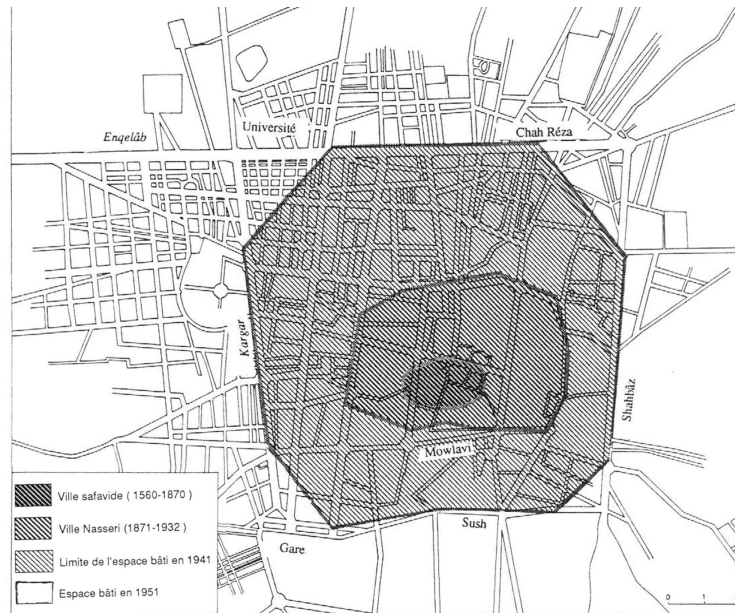 Enqelâb
Université
Chah Réza
Kargar
Shahbâz
Mowlavi
Sush
Gare
Ville safavide ( 1560-1870 )
Ville Nasseri (1871-1932 )
Limite de l'espace bâti en 1941
Espace bâti en 1951
0 1